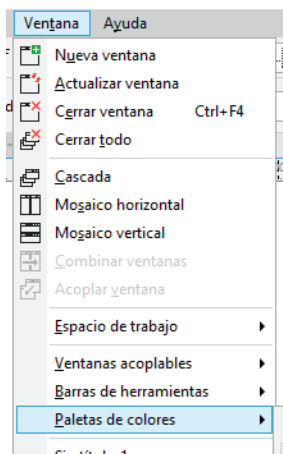 Ventana Ayuda
Nueva ventana
Actualizar ventana
Cerrar ventana Ctrl+F4
Cerrar todo
Cascada
Mosaico horizontal
Mosaico vertical
Combinar ventanas
Acoplar ventana
Espacio de trabajo
Ventanas acoplables
Barras de herramientas
Paletas de colores